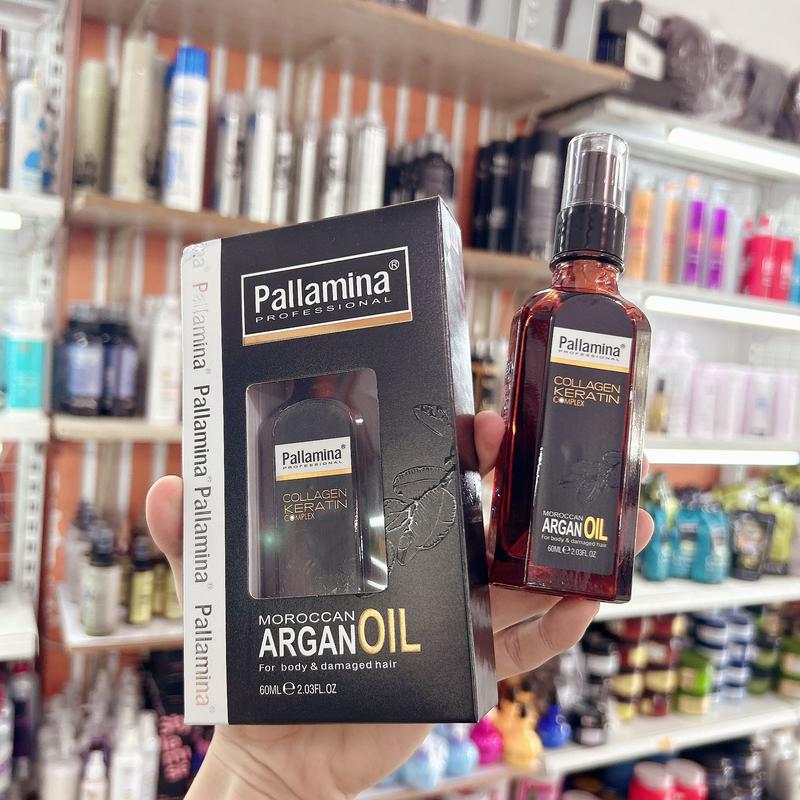 Pallamina®
PROFESSIONAL
Pallamina®
PROFESSIONAL
COLLAGEN
KERATIN
COMPLEX
MOROCCAN
ARGAN OIL
For body & damaged hair
60ML ℮ 2.03FL.OZ
Pallamina® Pallamina® Pallamina® Pallamina®
Pallamina®
PROFESSIONAL
COLLAGEN
KERATIN
COMPLEX
MOROCCAN
ARGAN OIL
For body & damaged hair
60ML ℮ 2.03FL.OZ